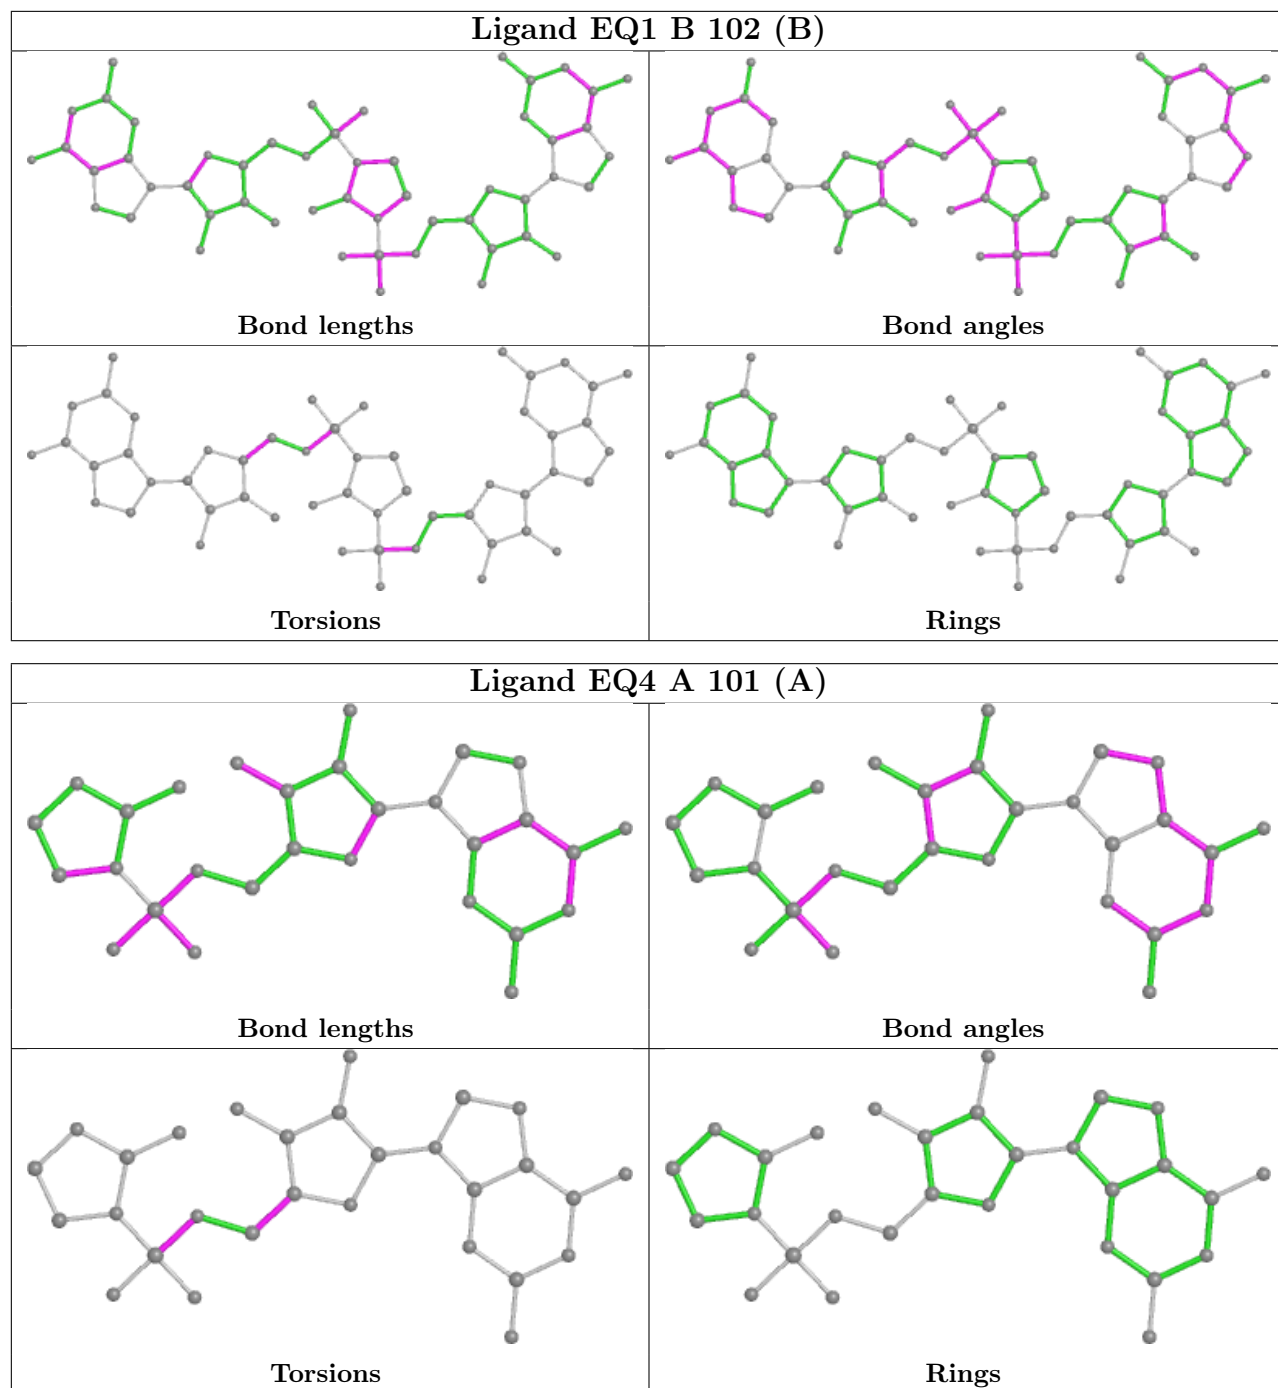 Ligand EQ1 B 102 (B)
Bond lengths
Bond angles
Torsions
Rings
Ligand EQ4 A 101 (A)
Bond lengths
Bond angles
Torsions
Rings